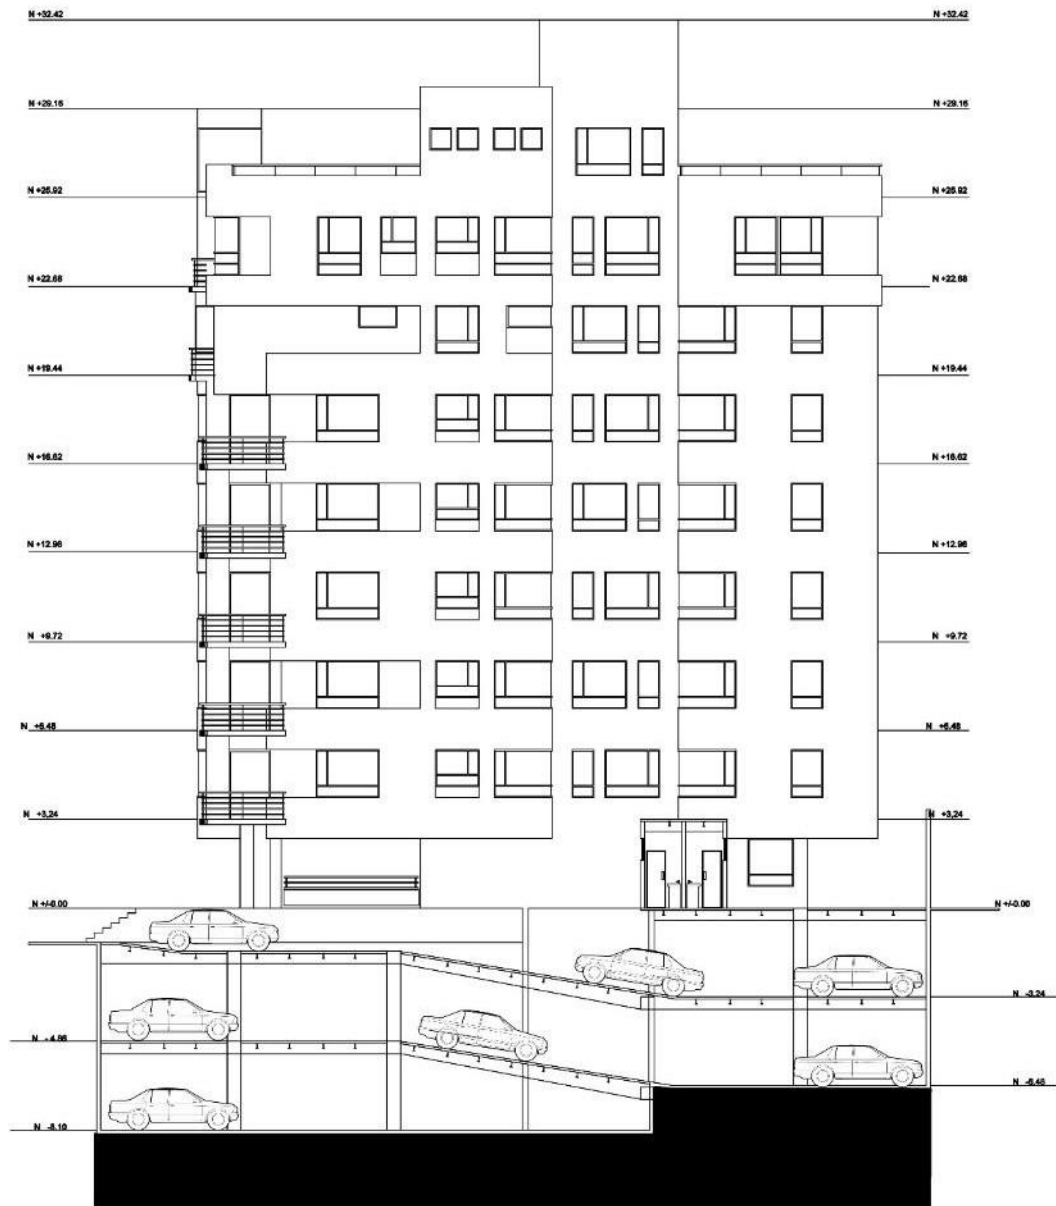 N +32.42 N +32.42
N +29.16 N +29.16
N +25.92 N +25.92
N +22.68 N +22.68
N +19.44 N +19.44
N +16.62 N +16.62
N +12.96 N +12.96
N +9.72 N +9.72
N +6.48 N +6.48
N +3,24 N +3,24
N +/-0.00 N +/-0.00
N -3.24
N -4.86
N -6.48
N -8.10